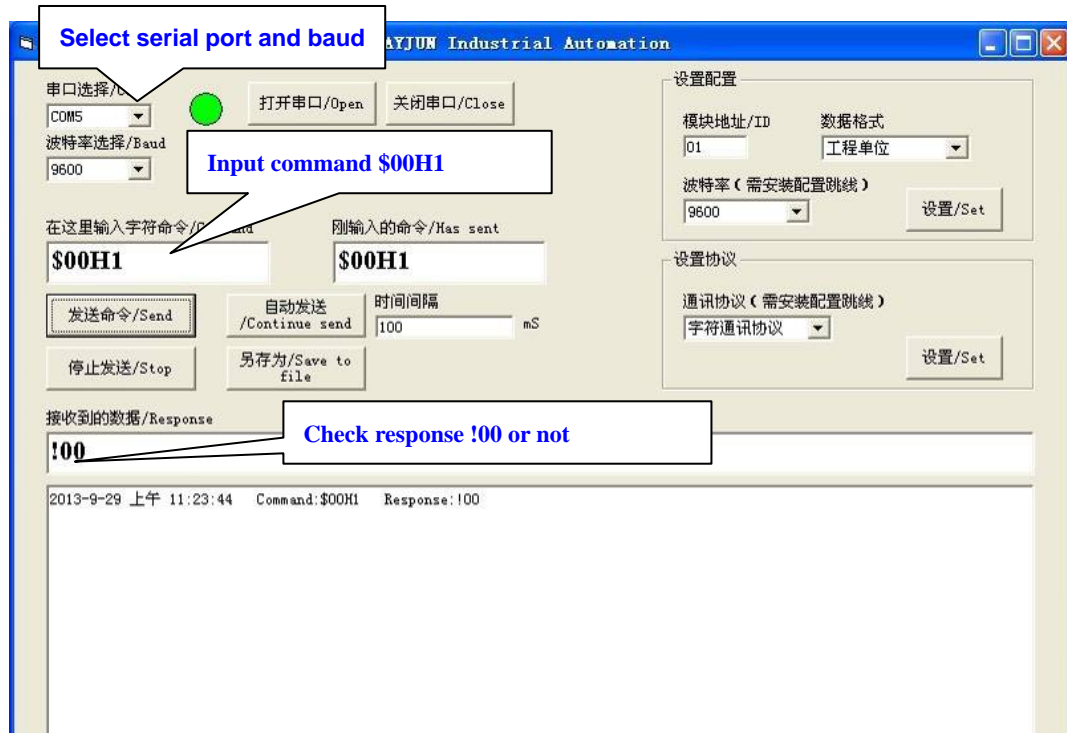 Select serial port and baud
AYJUN Industrial Automation
串口选择/
COM5
打开串口/Open
关闭串口/Close
波特率选择/Baud
9600
Input command $00H1
设置配置
模块地址/ID
数据格式
01
工程单位
波特率(需安装配置跳线)
9600
设置/Set
在这里输入字符命令/
刚输入的命令/Has sent
$00H1
$00H1
设置协议
通讯协议(需安装配置跳线)
字符通讯协议
设置/Set
发送命令/Send
自动发送
/Continue send
时间间隔
100
mS
停止发送/Stop
另存为/Save to
file
接收到的数据/Response
Check response !00 or not
!00
2013-9-29 上午 11:23:44 Command:$00H1 Response:!00